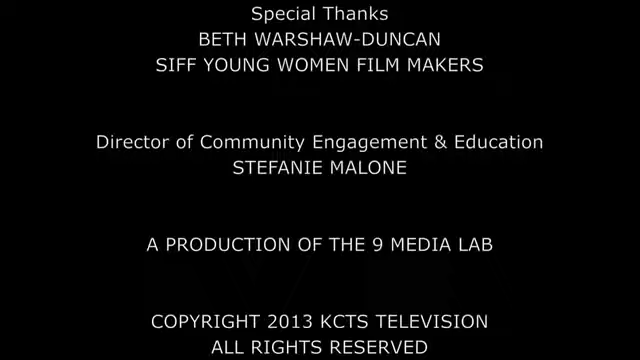 Special Thanks
BETH WARSHAW-DUNCAN
SIFF YOUNG WOMEN FILM MAKERS
Director of Community Engagement & Education
STEFANIE MALONE
A PRODUCTION OF THE 9 MEDIA LAB
COPYRIGHT 2013 KCTS TELEVISION
ALL RIGHTS RESERVED